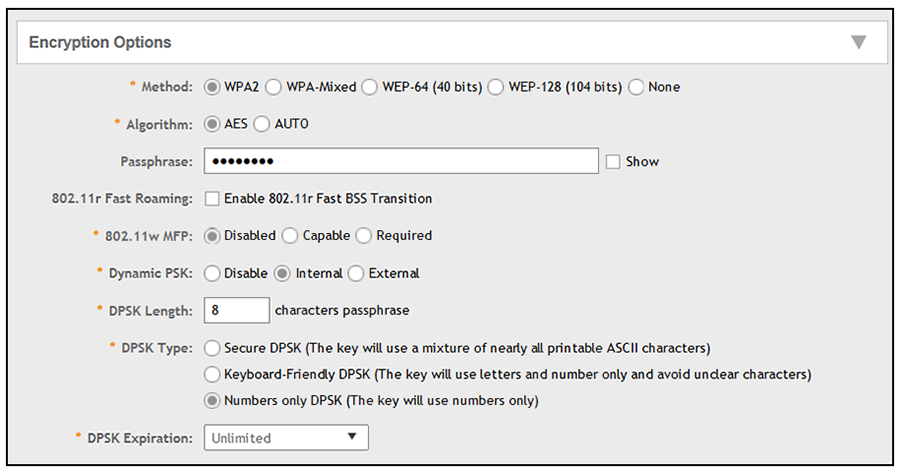 Encryption Options
* Method: WPA2 WPA-Mixed WEP-64 (40 bits) WEP-128 (104 bits) None
* Algorithm: AES AUTO
Passphrase: •••••••• Show
802.11r Fast Roaming: Enable 802.11r Fast BSS Transition
* 802.11w MFP: Disabled Capable Required
* Dynamic PSK: Disable Internal External
* DPSK Length: 8 characters passphrase
* DPSK Type: Secure DPSK (The key will use a mixture of nearly all printable ASCII characters)
Keyboard-Friendly DPSK (The key will use letters and number only and avoid unclear characters)
Numbers only DPSK (The key will use numbers only)
* DPSK Expiration: Unlimited